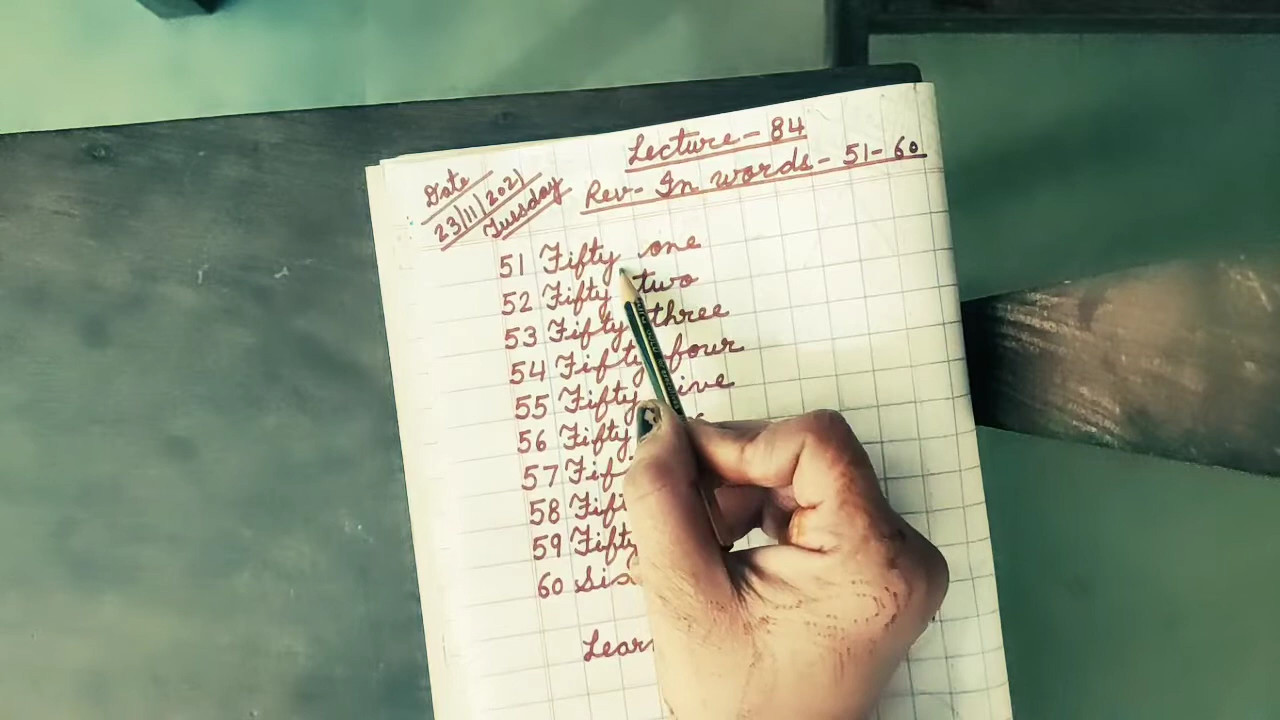 Lecture - 84
Rev - In words - 51 - 60
Date
23/11/2021
Tuesday
51 Fifty one
52 Fifty two
53 Fifty three
54 Fifty four
55 Fifty
56 Fifty
57
58
59 Fifty
60